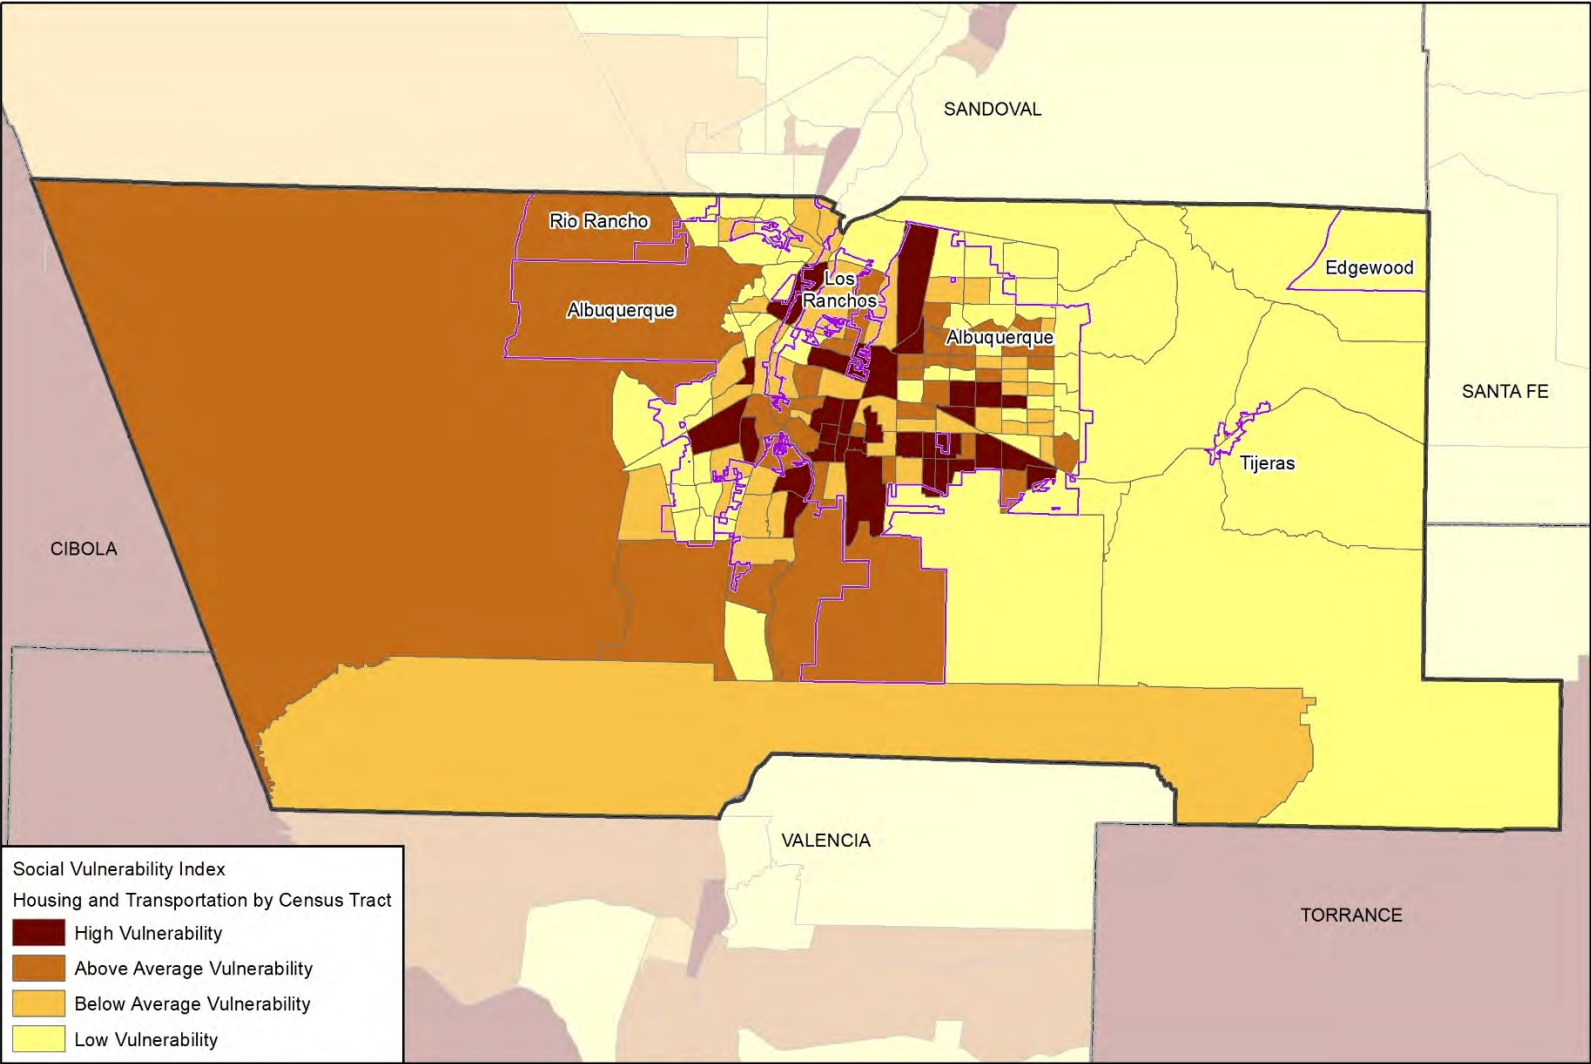 SANDOVAL
Rio Rancho
Edgewood
Los
Ranchos
Albuquerque
Albuquerque
SANTA FE
Tijeras
CIBOLA
VALENCIA
TORRANCE
Social Vulnerability Index
Housing and Transportation by Census Tract
High Vulnerability
Above Average Vulnerability
Below Average Vulnerability
Low Vulnerability